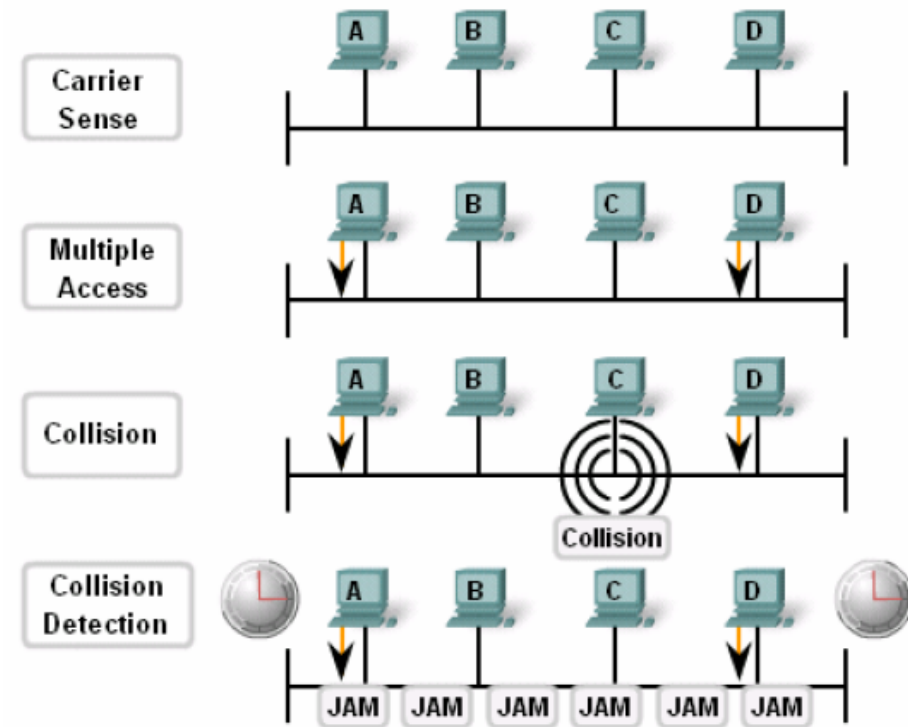 A B C D
Carrier
Sense
A B C D
Multiple
Access
A B C D
Collision
Collision
A B C D
Collision
Detection
JAM JAM JAM JAM JAM JAM